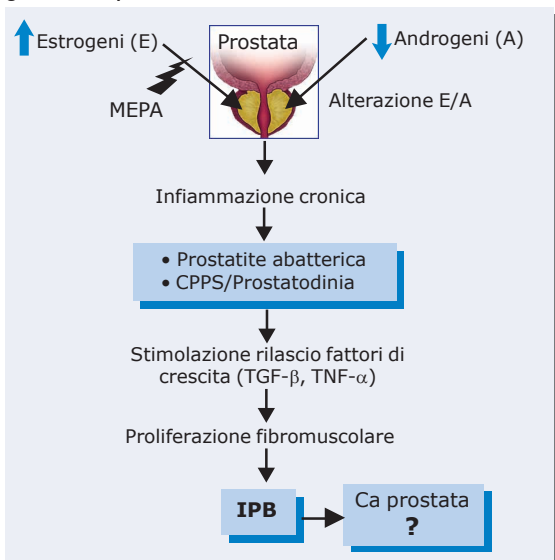 Estrogeni (E)
Prostata
Androgeni (A)
MEPA
Alterazione E/A
Infiammazione cronica
• Prostatite abatterica
• CPPS/Prostatodinia
Stimolazione rilascio fattori di
crescita (TGF-β, TNF-α)
Proliferazione fibromuscolare
IPB
Ca prostata
?